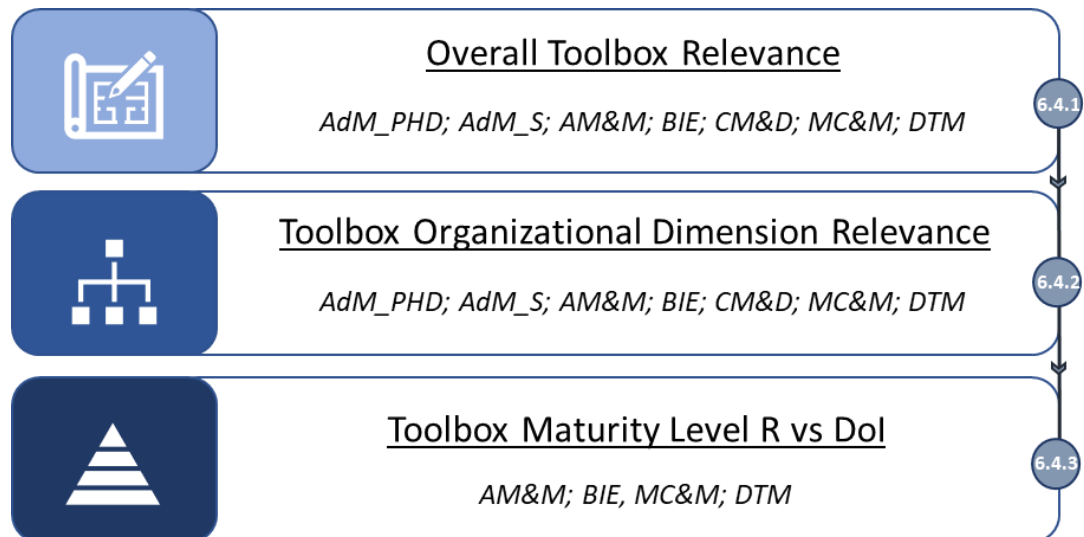 Overall Toolbox Relevance
AdM_PHD; AdM_S; AM&M; BIE; CM&D; MC&M; DTM
6.4.1
Toolbox Organizational Dimension Relevance
AdM_PHD; AdM_S; AM&M; BIE; CM&D; MC&M; DTM
6.4.2
Toolbox Maturity Level R vs DoI
AM&M; BIE, MC&M; DTM
6.4.3